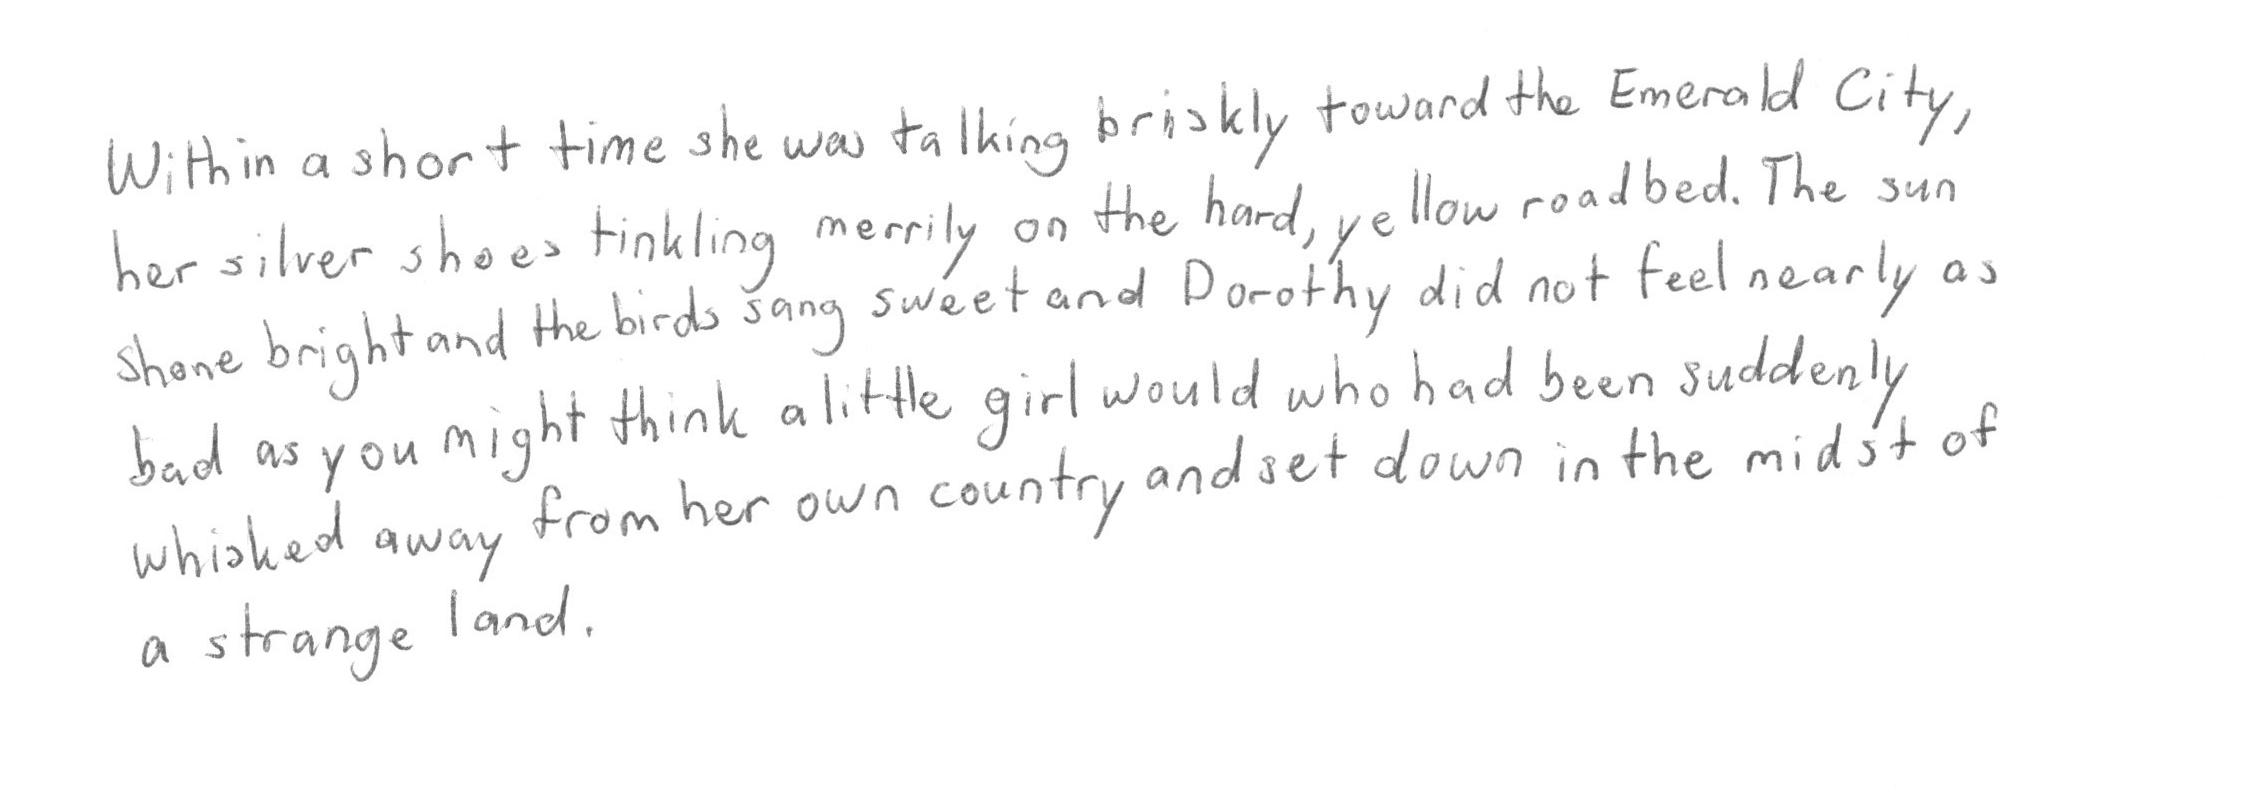 Within a short time she was talking briskly toward the Emerald City,
her silver shoes tinkling merrily on the hard, yellow roadbed. The sun
shone bright and the birds sang sweet and Dorothy did not feel nearly as
bad as you might think a little girl would who had been suddenly
whisked away from her own country and set down in the midst of
a strange land.